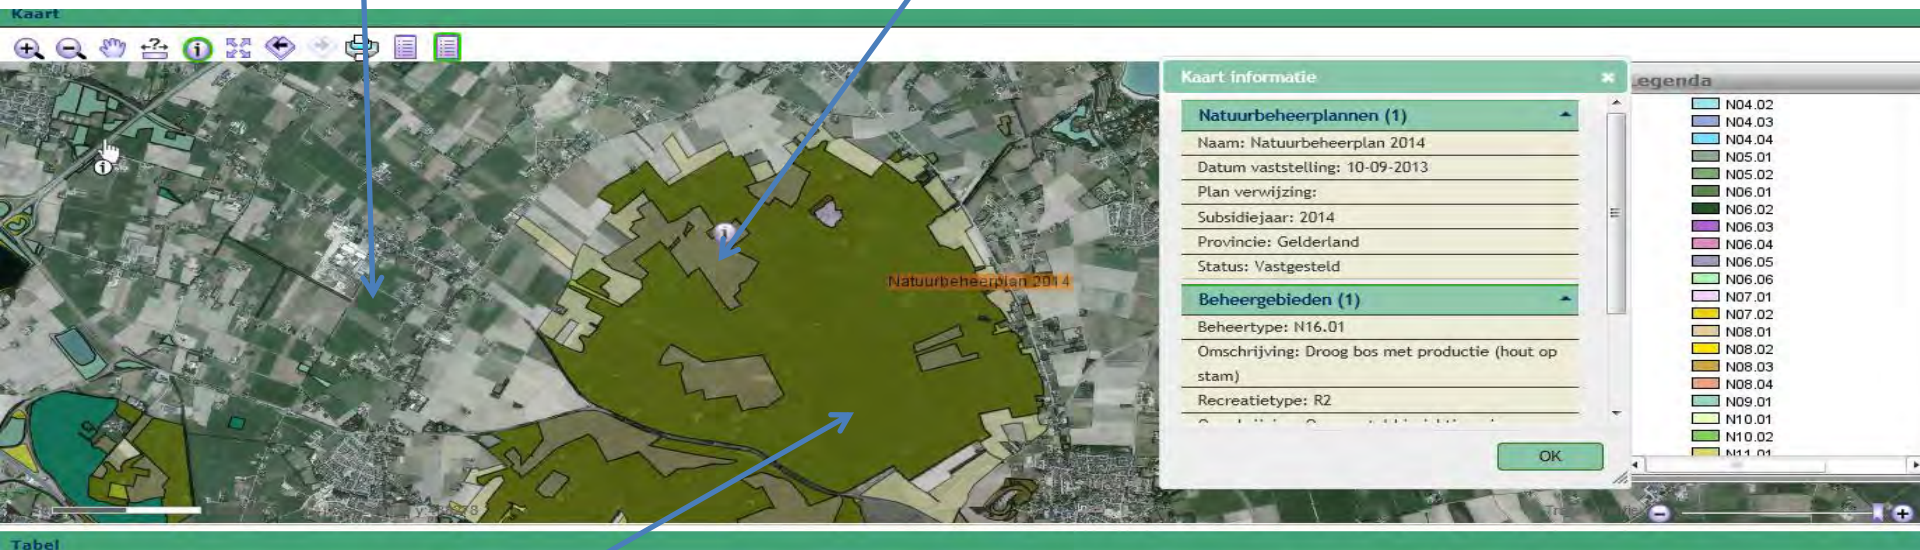 Kaart
Natuurbeheerplan 2014
Kaart informatie
Natuurbeheerplannen (1)
Naam: Natuurbeheerplan 2014
Datum vaststelling: 10-09-2013
Plan verwijzing:
Subsidiejaar: 2014
Provincie: Gelderland
Status: Vastgesteld
Beheergebieden (1)
Beheertype: N16.01
Omschrijving: Droog bos met productie (hout op
stam)
Recreatietype: R2
OK
egenda
N04.02
N04.03
N04.04
N05.01
N05.02
N06.01
N06.02
N06.03
N06.04
N06.05
N06.06
N07.01
N07.02
N08.01
N08.02
N08.03
N08.04
N09.01
N10.01
N10.02
N11.01
Tabel